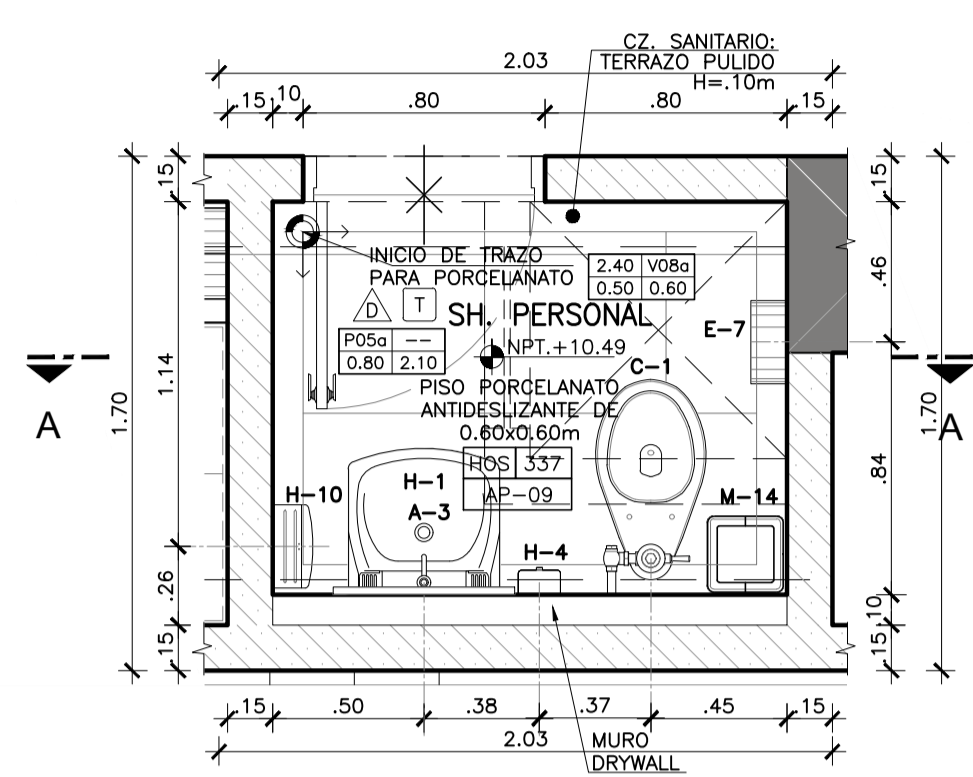 CZ. SANITARIO:
TERRAZO PULIDO
H=.10m
2.03
.15 .10 .80 .80 .15
.15
1.14
.26
.15
1.70
.15
.46
.84
.10
.15
1.70
INICIO DE TRAZO
PARA PORCELANATO
D T
2.40 V08a
0.50 0.60
SH. PERSONAL
E-7
P05a --
0.80 2.10
NPT.+10.49
C-1
PISO PORCELANATO
ANTIDESLIZANTE DE
0.60x0.60m
A A
HOS 337
AP-09
H-10
H-1
A-3
M-14
H-4
.15 .50 .38 .37 .45 .15
2.03
MURO
DRYWALL